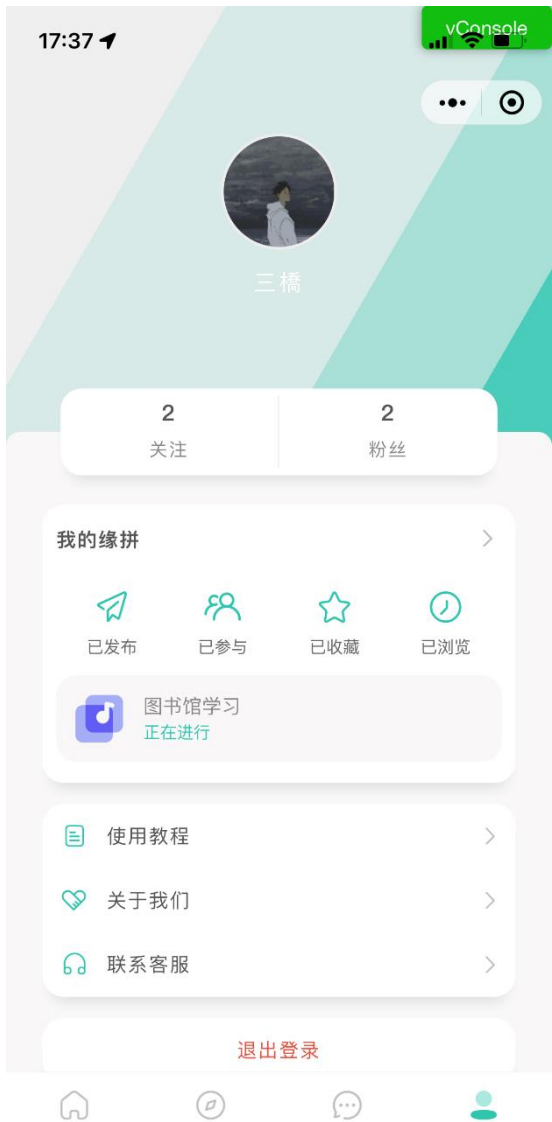 17:37
vConsole
三橋
2
2
关注
粉丝
我的缘拼
已发布
已参与
已收藏
已浏览
图书馆学习
正在进行
使用教程
关于我们
联系客服
退出登录